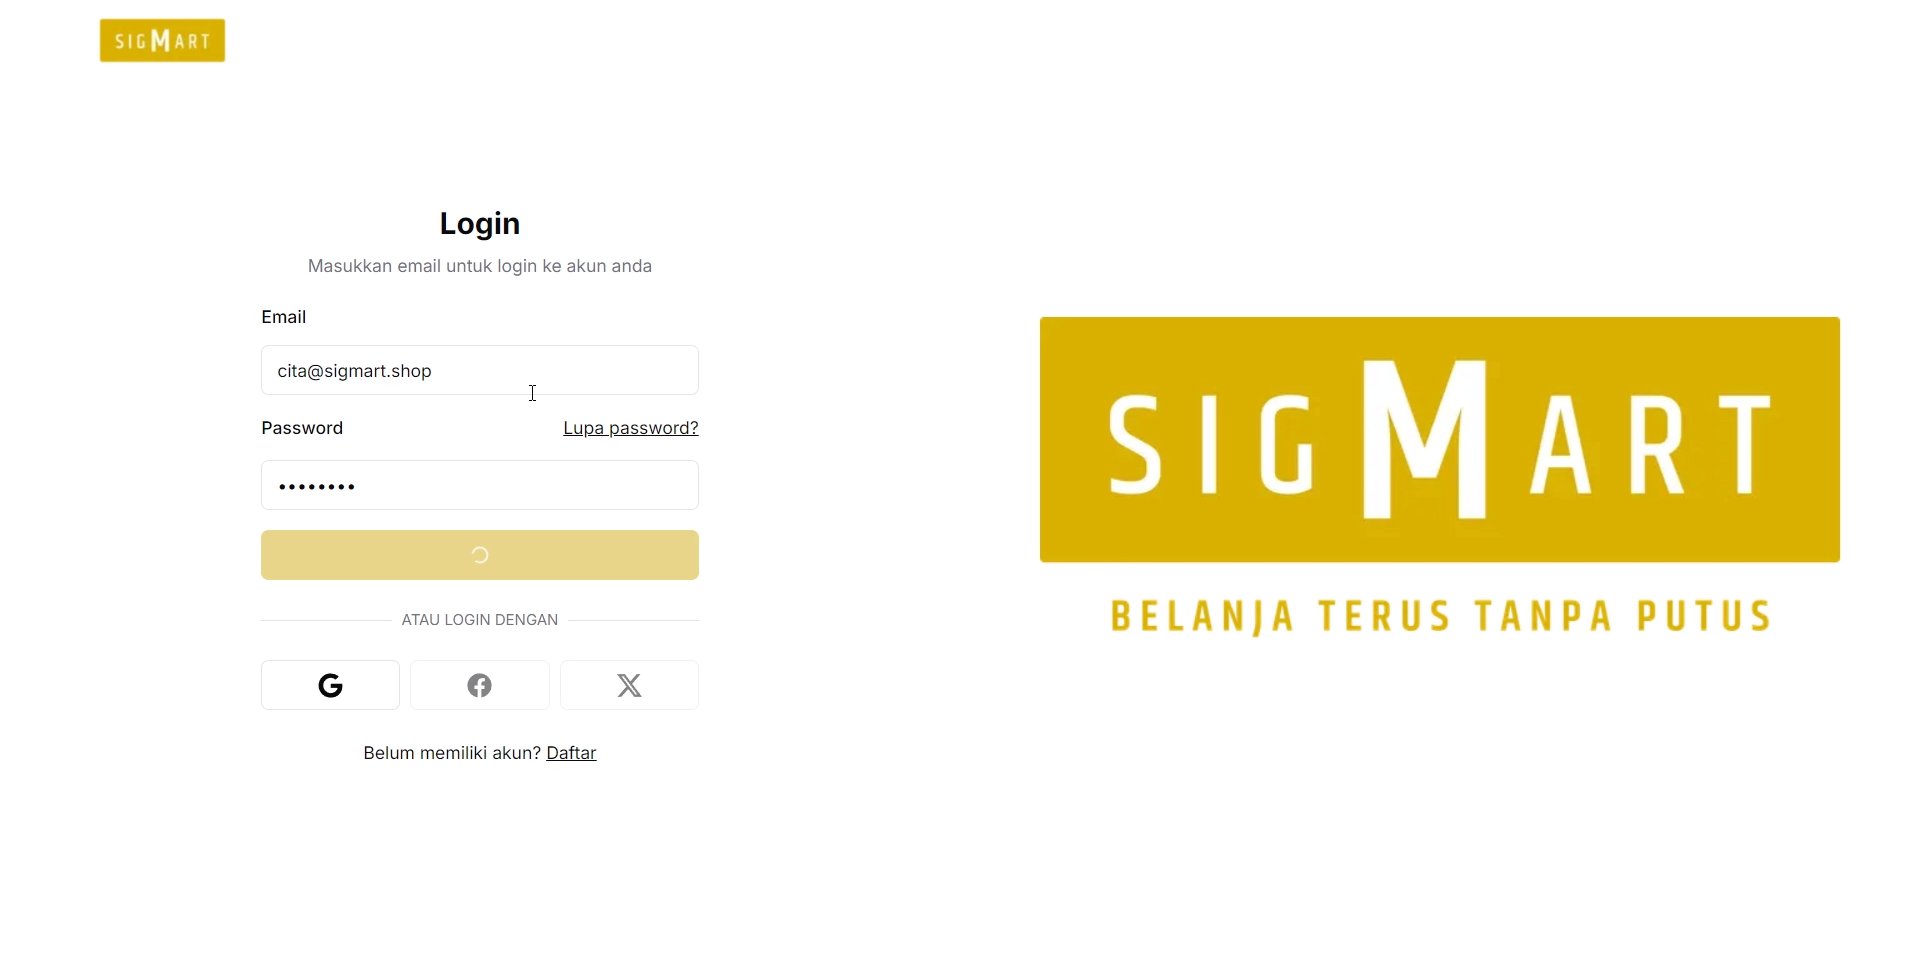 SIGMART
Login
Masukkan email untuk login ke akun anda
Email
cita@sigmart.shop
Password
Lupa password?
ATAU LOGIN DENGAN
Belum memiliki akun? Daftar
SIGMART
BELANJA TERUS TANPA PUTUS